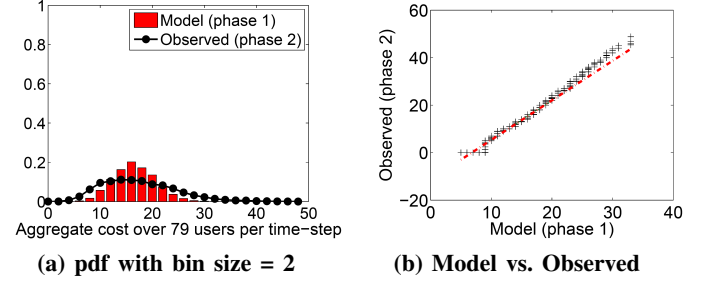 1
0.8
0.6
0.4
0.2
0
0 10 20 30 40 50
Model (phase 1)
Observed (phase 2)
Aggregate cost over 79 users per time-step
(a) pdf with bin size = 2
60
40
20
0
-20
0 10 20 30 40
Observed (phase 2)
Model (phase 1)
(b) Model vs. Observed